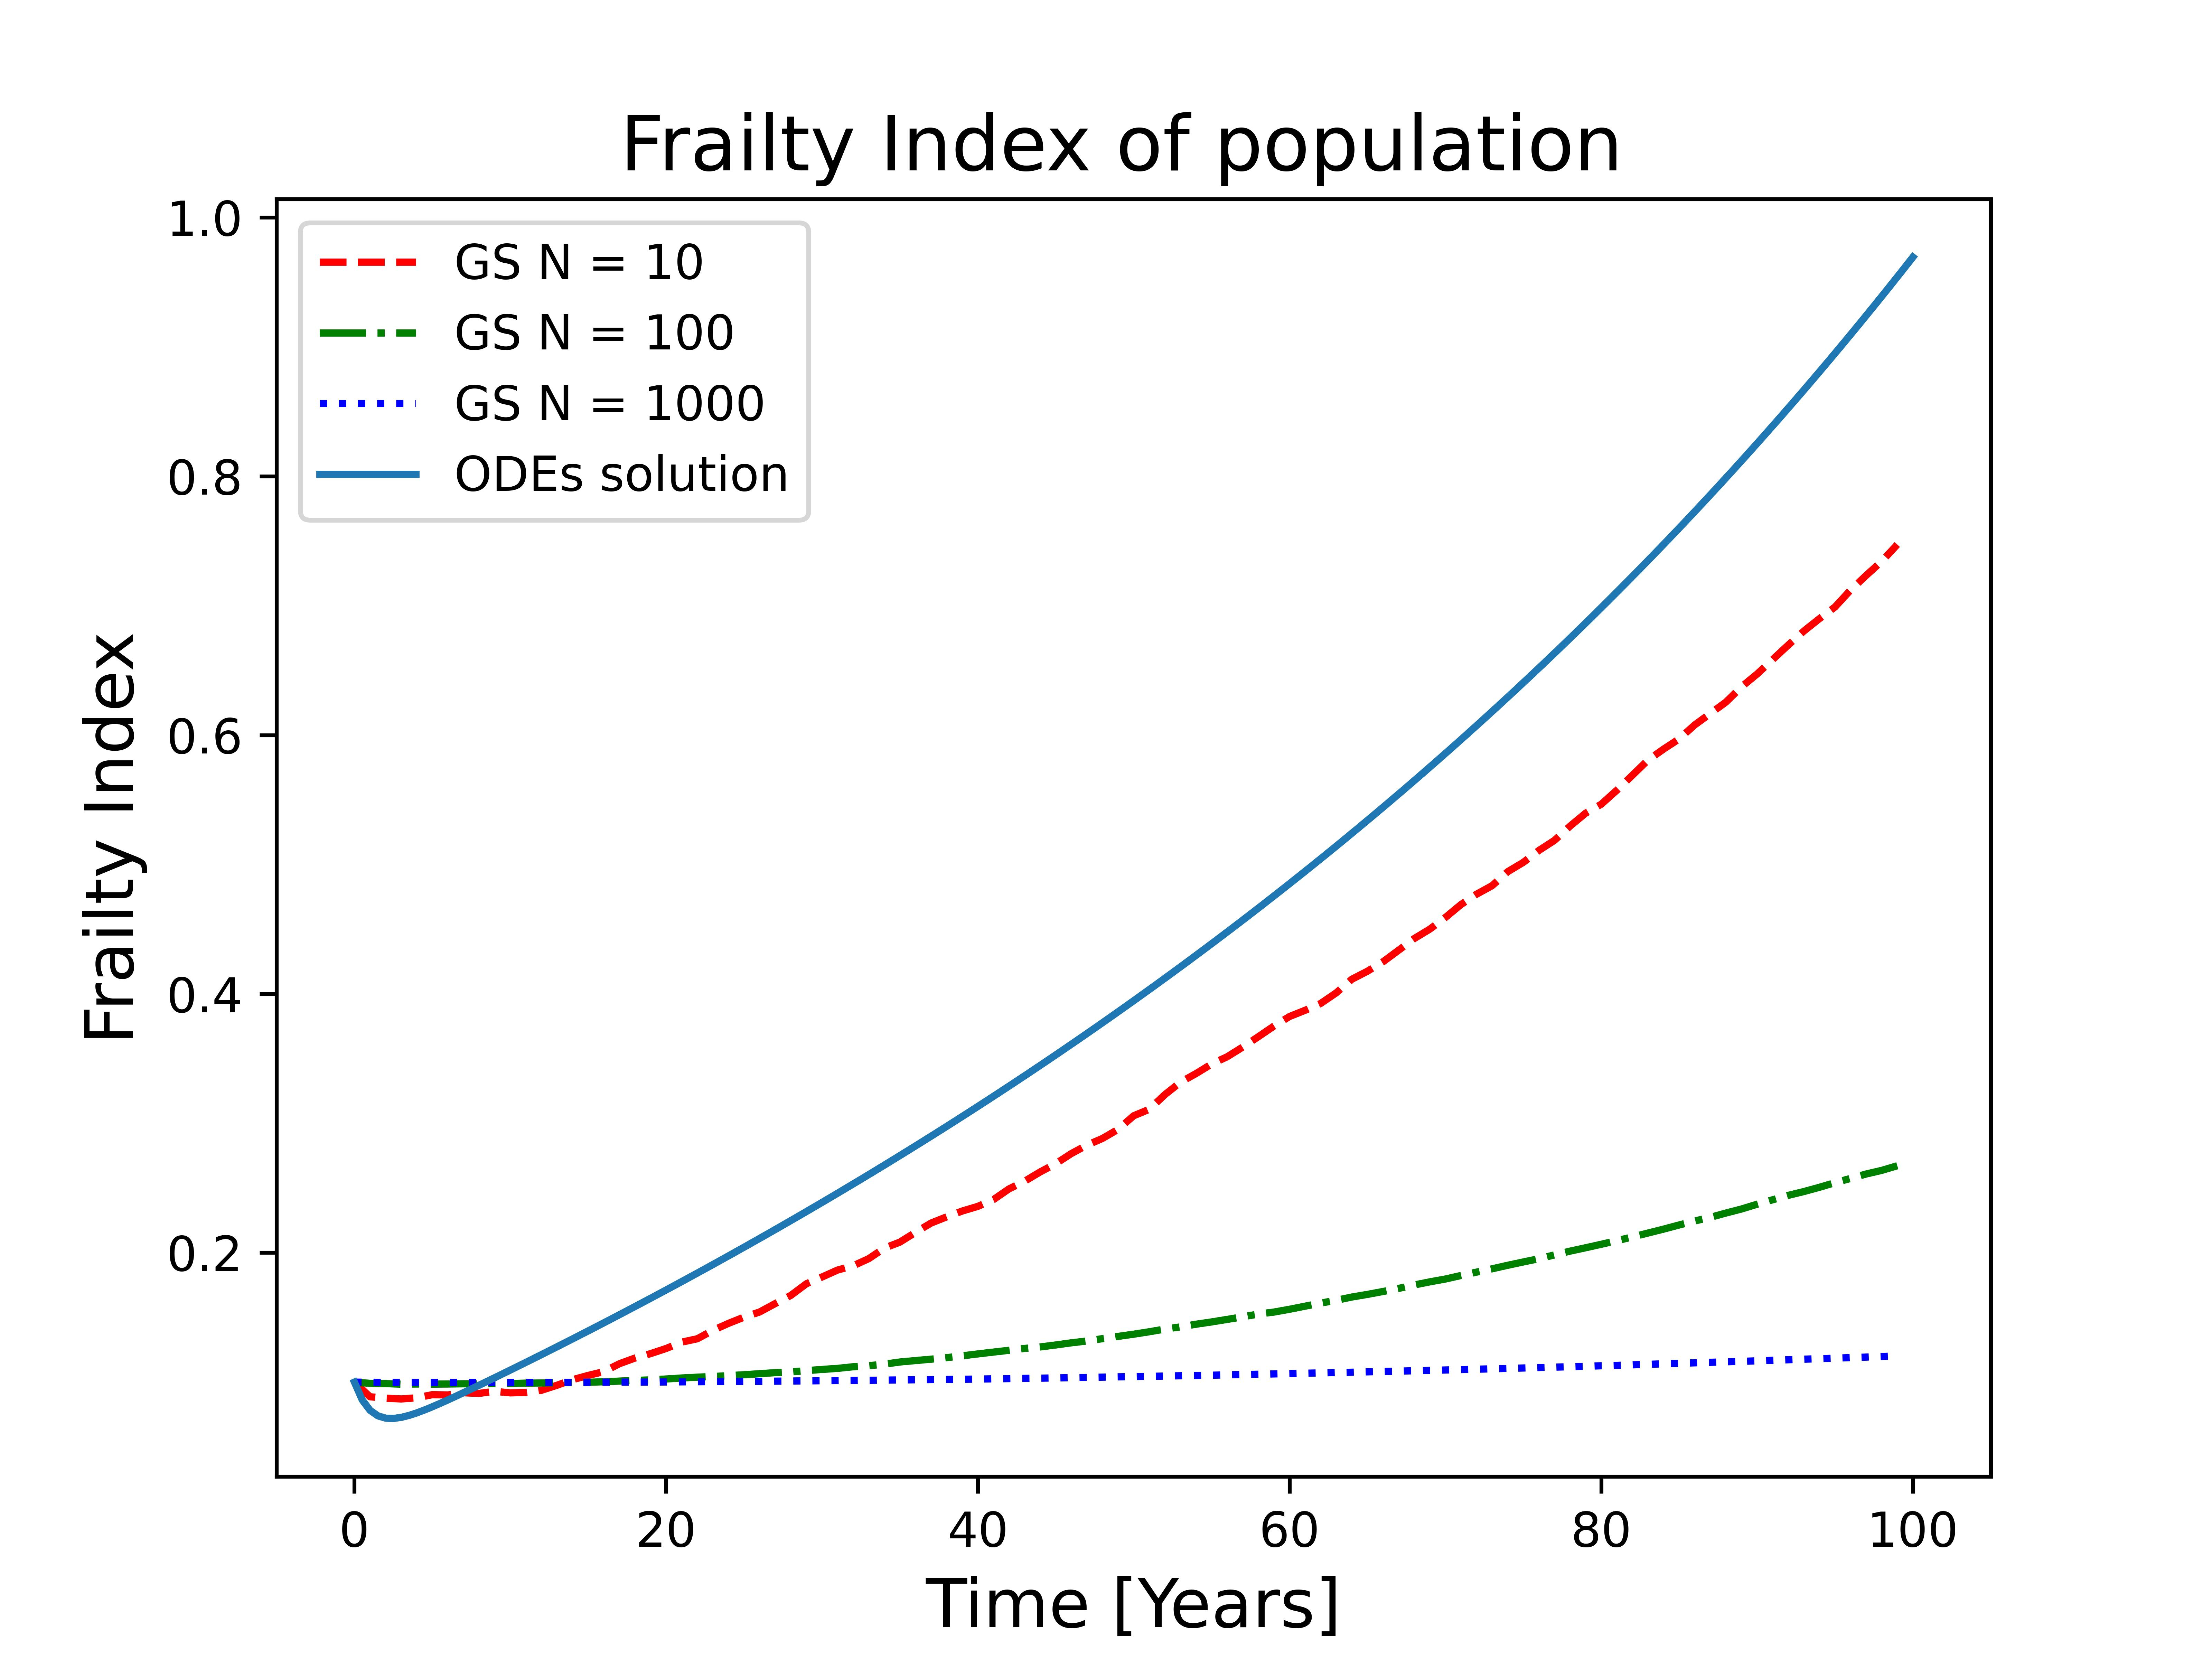 Frailty Index of population
1.0
0.8
0.6
0.4
0.2
Frailty Index
GS N = 10
GS N = 100
GS N = 1000
ODEs solution
0 20 40 60 80 100
Time [Years]